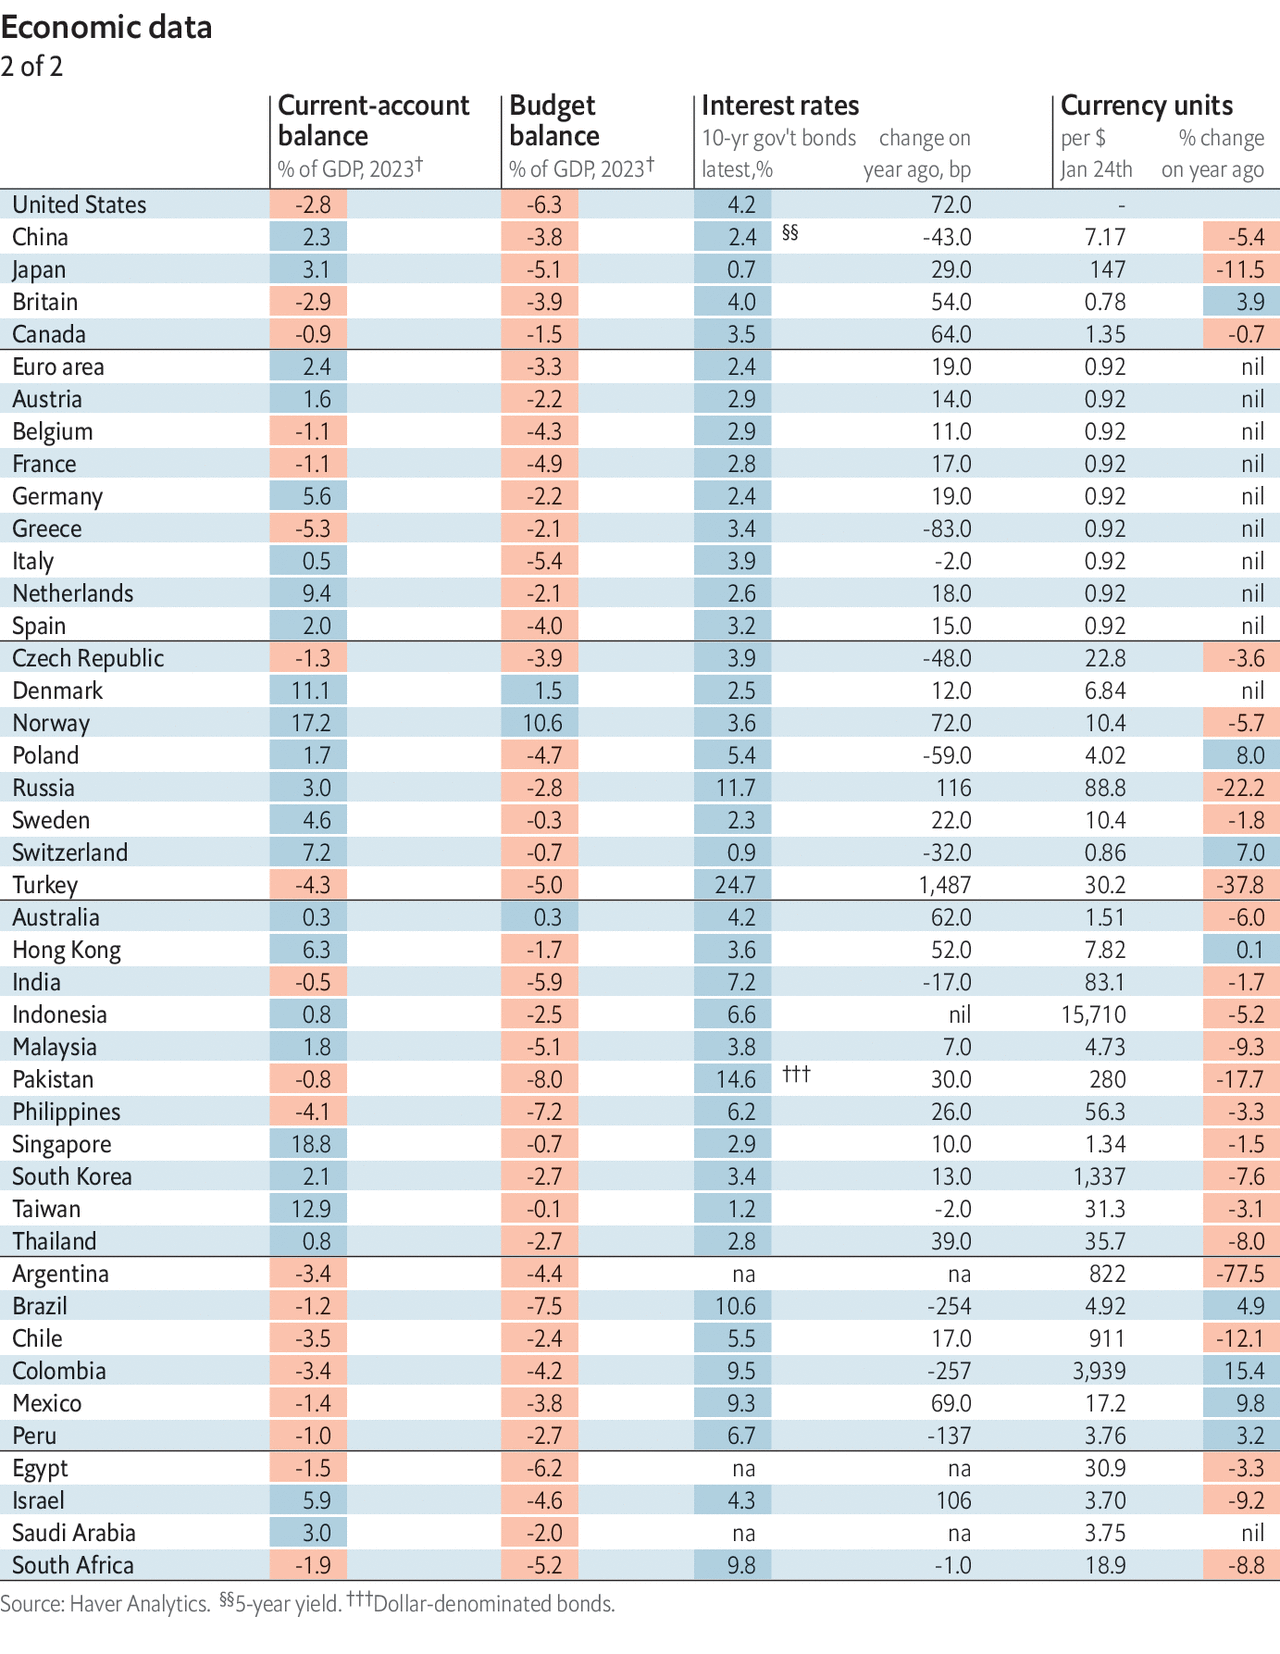 Economic data
2 of 2
Current-account Budget Interest rates Currency units
balance balance 10-yr gov't bonds change on per $ % change
% of GDP, 2023† % of GDP, 2023† latest,% year ago, bp Jan 24th on year ago
United States -2.8 -6.3 4.2 72.0 -
China 2.3 -3.8 2.4 §§ -43.0 7.17 -5.4
Japan 3.1 -5.1 0.7 29.0 147 -11.5
Britain -2.9 -3.9 4.0 54.0 0.78 3.9
Canada -0.9 -1.5 3.5 64.0 1.35 -0.7
Euro area 2.4 -3.3 2.4 19.0 0.92 nil
Austria 1.6 -2.2 2.9 14.0 0.92 nil
Belgium -1.1 -4.3 2.9 11.0 0.92 nil
France -1.1 -4.9 2.8 17.0 0.92 nil
Germany 5.6 -2.2 2.4 19.0 0.92 nil
Greece -5.3 -2.1 3.4 -83.0 0.92 nil
Italy 0.5 -5.4 3.9 -2.0 0.92 nil
Netherlands 9.4 -2.1 2.6 18.0 0.92 nil
Spain 2.0 -4.0 3.2 15.0 0.92 nil
Czech Republic -1.3 -3.9 3.9 -48.0 22.8 -3.6
Denmark 11.1 1.5 2.5 12.0 6.84 nil
Norway 17.2 10.6 3.6 72.0 10.4 -5.7
Poland 1.7 -4.7 5.4 -59.0 4.02 8.0
Russia 3.0 -2.8 11.7 116 88.8 -22.2
Sweden 4.6 -0.3 2.3 22.0 10.4 -1.8
Switzerland 7.2 -0.7 0.9 -32.0 0.86 7.0
Turkey -4.3 -5.0 24.7 1,487 30.2 -37.8
Australia 0.3 0.3 4.2 62.0 1.51 -6.0
Hong Kong 6.3 -1.7 3.6 52.0 7.82 0.1
India -0.5 -5.9 7.2 -17.0 83.1 -1.7
Indonesia 0.8 -2.5 6.6 nil 15,710 -5.2
Malaysia 1.8 -5.1 3.8 7.0 4.73 -9.3
Pakistan -0.8 -8.0 14.6 ††† 30.0 280 -17.7
Philippines -4.1 -7.2 6.2 26.0 56.3 -3.3
Singapore 18.8 -0.7 2.9 10.0 1.34 -1.5
South Korea 2.1 -2.7 3.4 13.0 1,337 -7.6
Taiwan 12.9 -0.1 1.2 -2.0 31.3 -3.1
Thailand 0.8 -2.7 2.8 39.0 35.7 -8.0
Argentina -3.4 -4.4 na na 822 -77.5
Brazil -1.2 -7.5 10.6 -254 4.92 4.9
Chile -3.5 -2.4 5.5 17.0 911 -12.1
Colombia -3.4 -4.2 9.5 -257 3,939 15.4
Mexico -1.4 -3.8 9.3 69.0 17.2 9.8
Peru -1.0 -2.7 6.7 -137 3.76 3.2
Egypt -1.5 -6.2 na na 30.9 -3.3
Israel 5.9 -4.6 4.3 106 3.70 -9.2
Saudi Arabia 3.0 -2.0 na na 3.75 nil
South Africa -1.9 -5.2 9.8 -1.0 18.9 -8.8
Source: Haver Analytics. §§5-year yield. †††Dollar-denominated bonds.